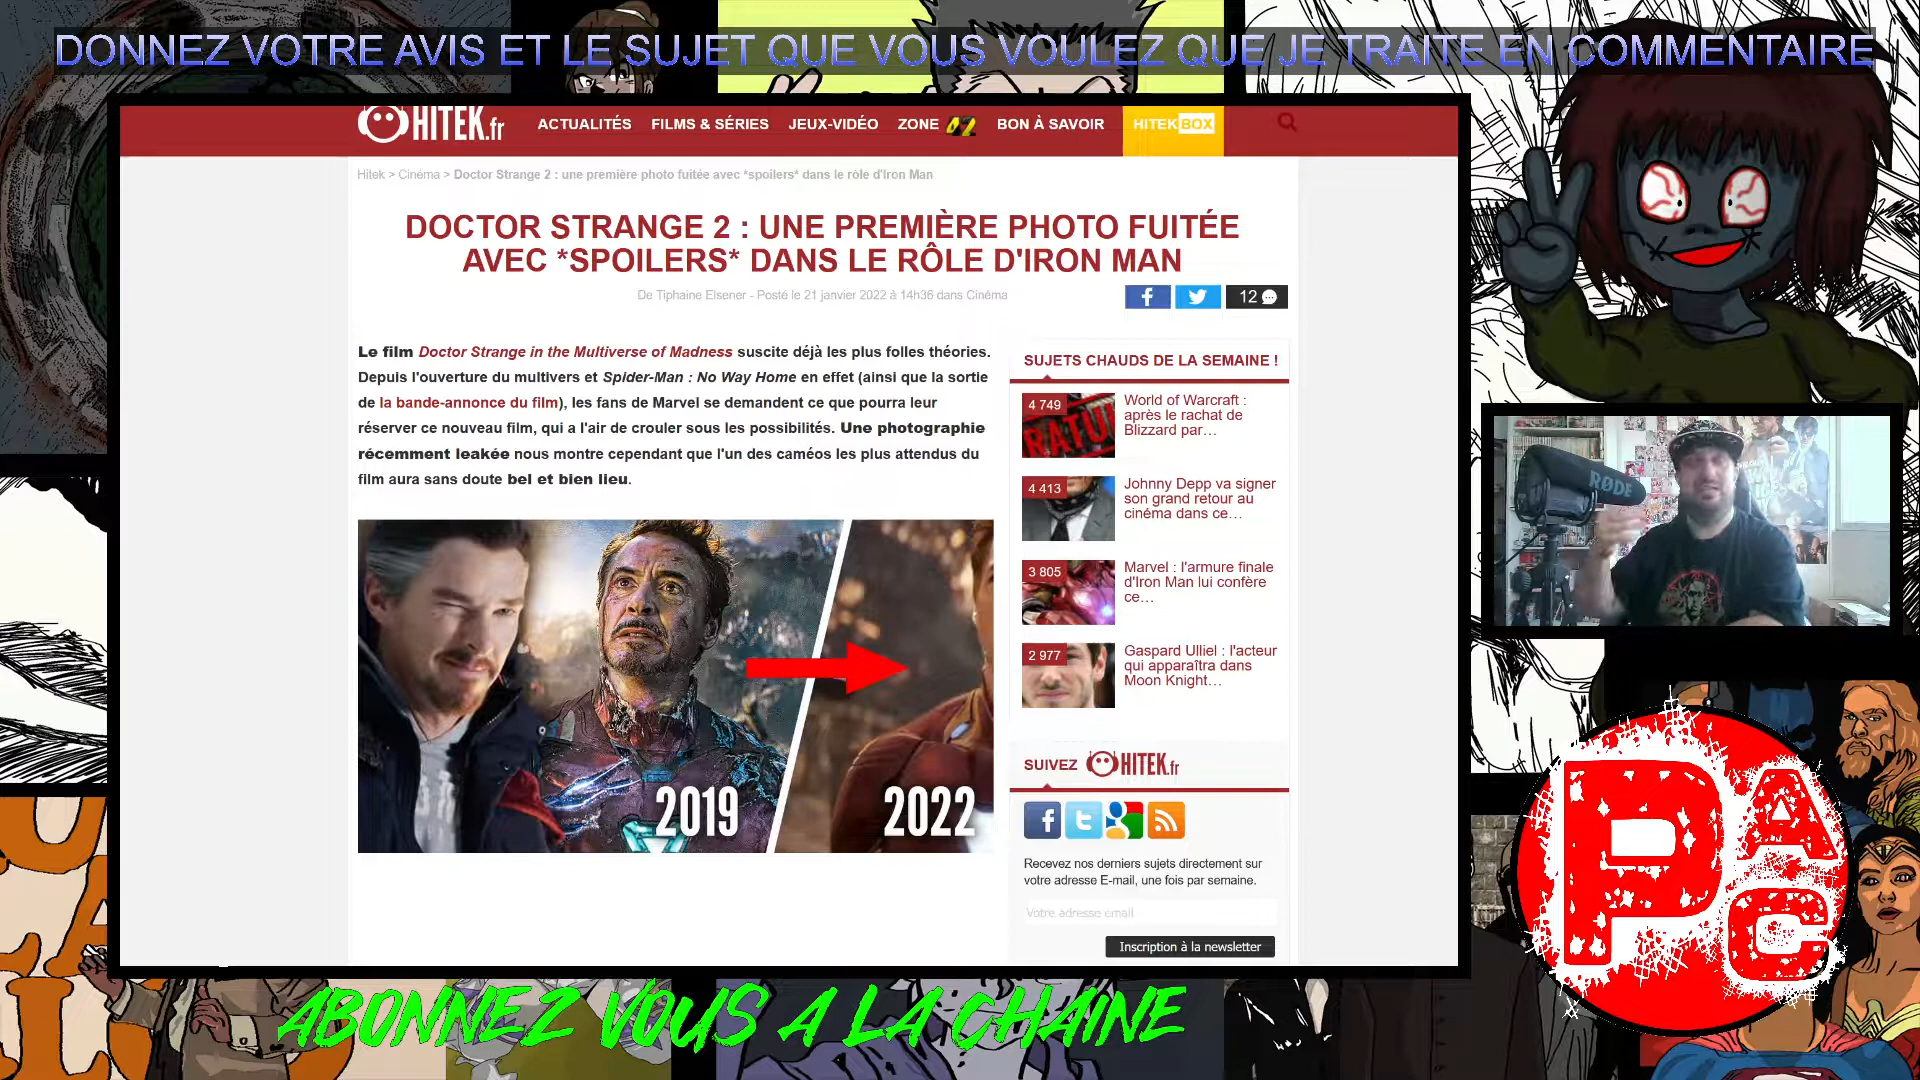 DONNEZ VOTRE AVIS ET LE SUJET QUE VOUS VOULEZ QUE JE TRAITE EN COMMENTAIRE
HITEK.fr ACTUALITÉS FILMS & SÉRIES JEUX-VIDÉO ZONE 42 BON À SAVOIR HITEK BOX
Hitek > Cinéma > Doctor Strange 2 : une première photo fuitée avec *spoilers* dans le rôle d'Iron Man
DOCTOR STRANGE 2 : UNE PREMIÈRE PHOTO FUITÉE
AVEC *SPOILERS* DANS LE RÔLE D'IRON MAN
De Tiphaine Elsener - Posté le 21 janvier 2022 à 14h36 dans Cinéma
12
Le film Doctor Strange in the Multiverse of Madness suscite déjà les plus folles théories.
Depuis l'ouverture du multivers et Spider-Man : No Way Home en effet (ainsi que la sortie
de la bande-annonce du film), les fans de Marvel se demandent ce que pourra leur
réserver ce nouveau film, qui a l'air de crouler sous les possibilités. Une photographie
récemment leakée nous montre cependant que l'un des caméos les plus attendus du
film aura sans doute bel et bien lieu.
2019
2022
SUJETS CHAUDS DE LA SEMAINE !
4 749
RATU
World of Warcraft :
après le rachat de
Blizzard par…
4 413
Johnny Depp va signer
son grand retour au
cinéma dans ce…
3 805
Marvel : l'armure finale
d'Iron Man lui confère
ce…
2 977
Gaspard Ulliel : l'acteur
qui apparaîtra dans
Moon Knight…
SUIVEZ HITEK.fr
Recevez nos derniers sujets directement sur
votre adresse E-mail, une fois par semaine.
Votre adresse email
Inscription à la newsletter
RØDE
PAC
ABONNEZ VOUS A LA CHAINE